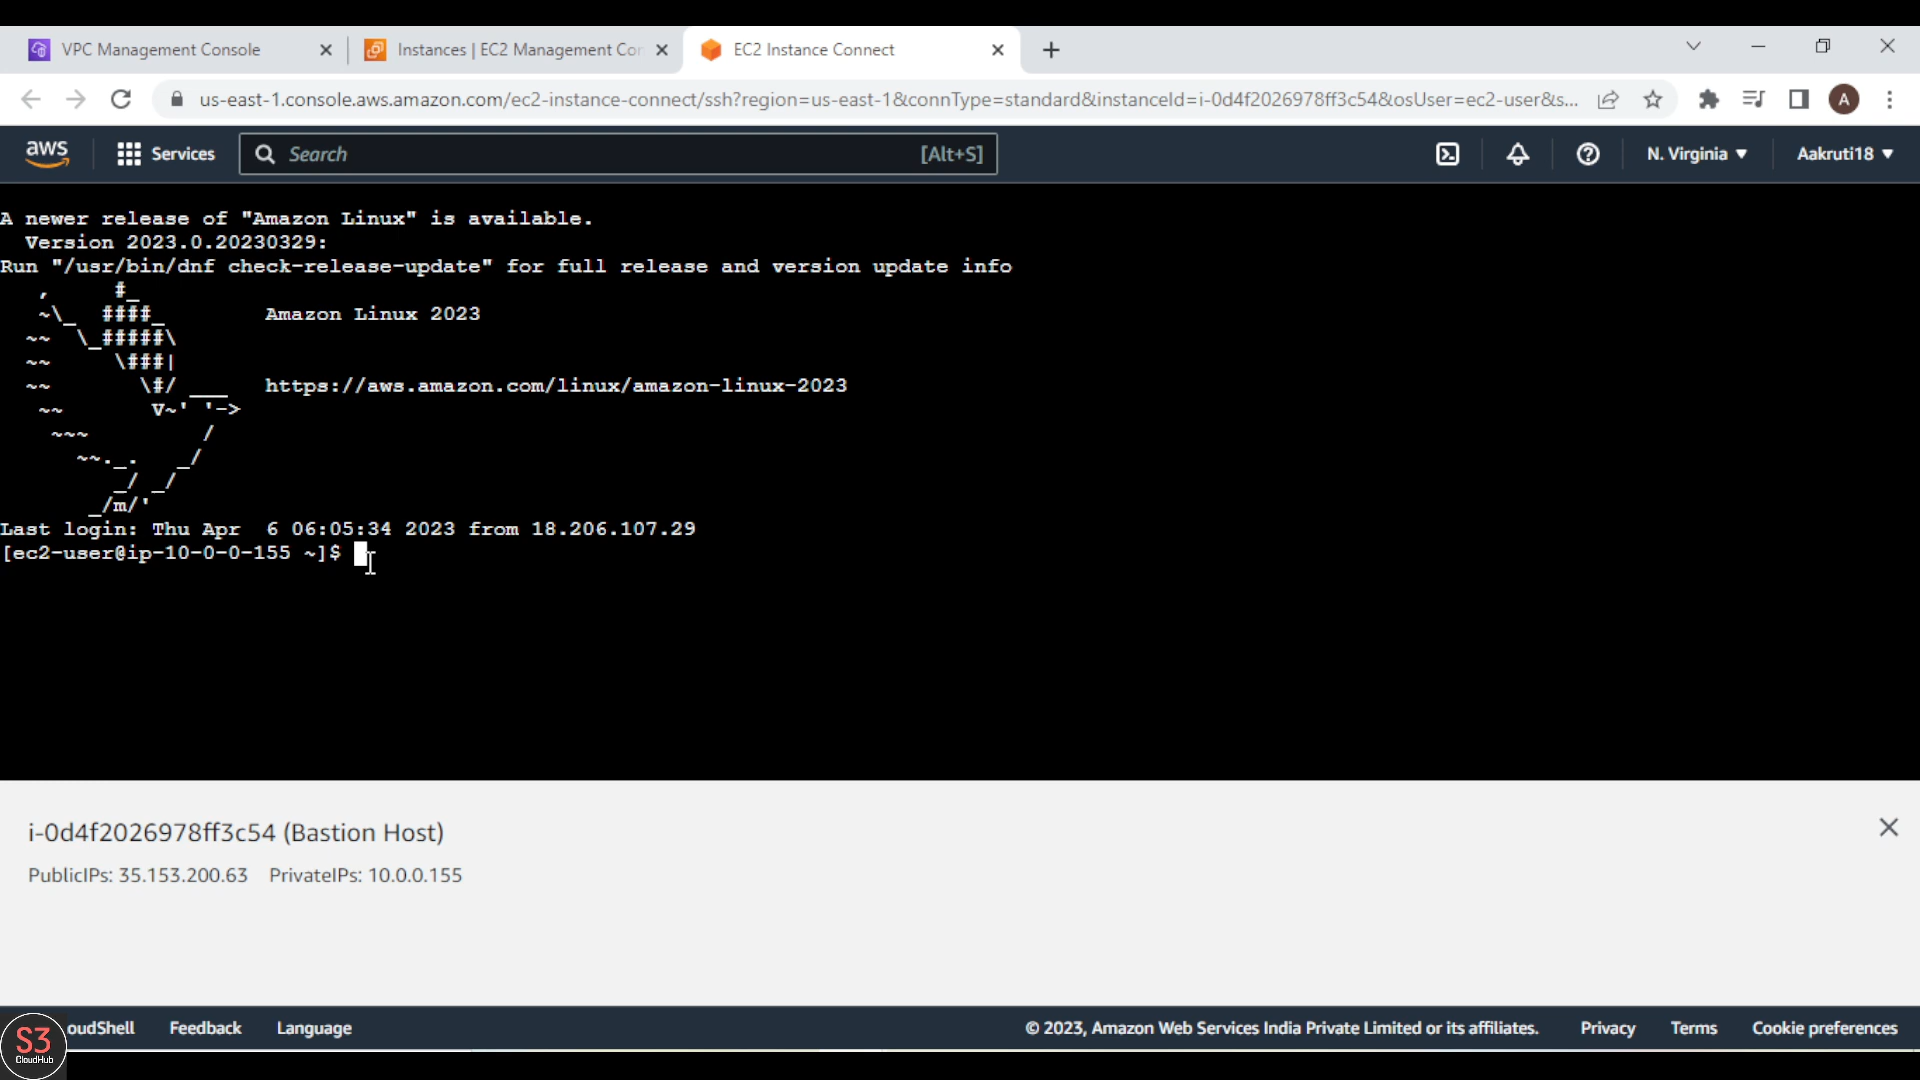 VPC Management Console
Instances | EC2 Management Con
EC2 Instance Connect
us-east-1.console.aws.amazon.com/ec2-instance-connect/ssh?region=us-east-1&connType=standard&instanceId=i-0d4f2026978ff3c54&osUser=ec2-user&s...
A
aws
Services
Search
[Alt+S]
N. Virginia
Aakruti18
A newer release of "Amazon Linux" is available.
  Version 2023.0.20230329:
Run "/usr/bin/dnf check-release-update" for full release and version update info
   ,     #_
   ~\_  ####_        Amazon Linux 2023
  ~~  \_#####\
  ~~     \###|
  ~~       \#/ ___   https://aws.amazon.com/linux/amazon-linux-2023
   ~~       V~' '->
    ~~~         /
      ~~._.   _/
         _/ _/
       _/m/'
Last login: Thu Apr  6 06:05:34 2023 from 18.206.107.29
[ec2-user@ip-10-0-0-155 ~]$
i-0d4f2026978ff3c54 (Bastion Host)
PublicIPs: 35.153.200.63 PrivateIPs: 10.0.0.155
oudShell
Feedback
Language
© 2023, Amazon Web Services India Private Limited or its affiliates.
Privacy
Terms
Cookie preferences
S3
CloudHub